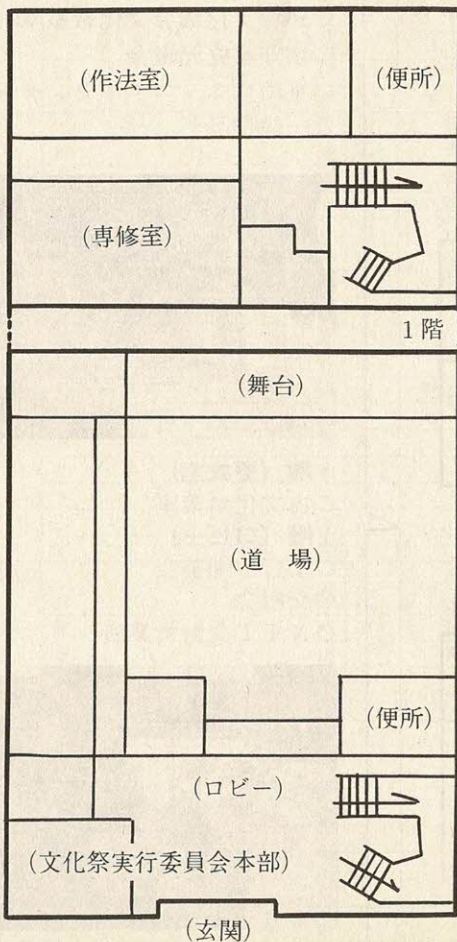 (作法室)
(便所)
(専修室)
1階
(舞台)
(道　場)
(便所)
(ロビー)
(文化祭実行委員会本部)
(玄関)